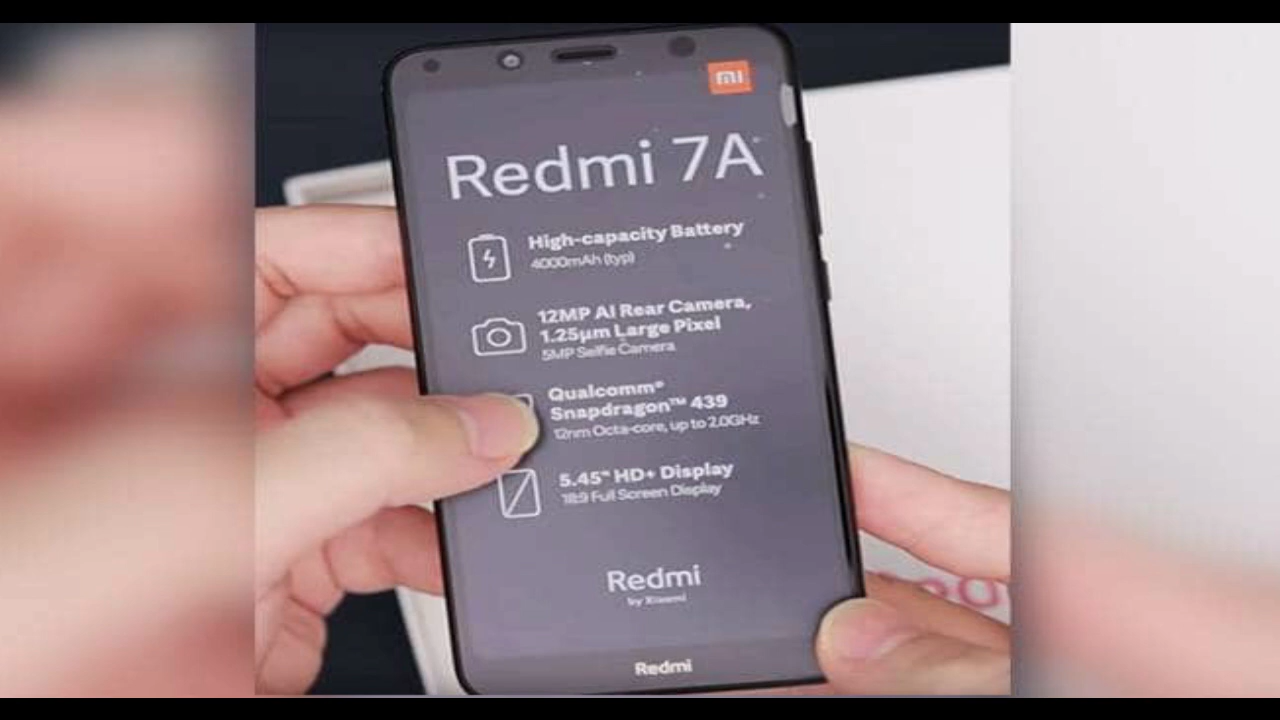 mi
Redmi 7A
High-capacity Battery
4000mAh (typ)
12MP AI Rear Camera,
1.25μm Large Pixel
5MP Selfie Camera
Qualcomm®
Snapdragon™ 439
12nm Octa-core, up to 2.0GHz
5.45" HD+ Display
18:9 Full Screen Display
Redmi
by Xiaomi
Redmi